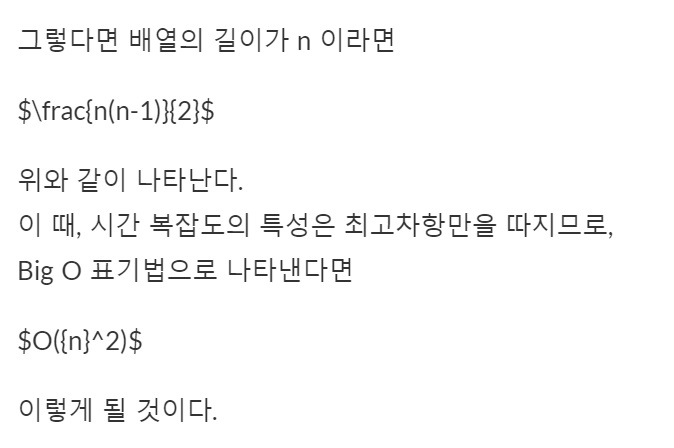 그렇다면 배열의 길이가 n 이라면
$\frac{n(n-1)}{2}$
위와 같이 나타난다.
이 때, 시간 복잡도의 특성은 최고차항만을 따지므로,
Big O 표기법으로 나타낸다면
$O({n}^2)$
이렇게 될 것이다.